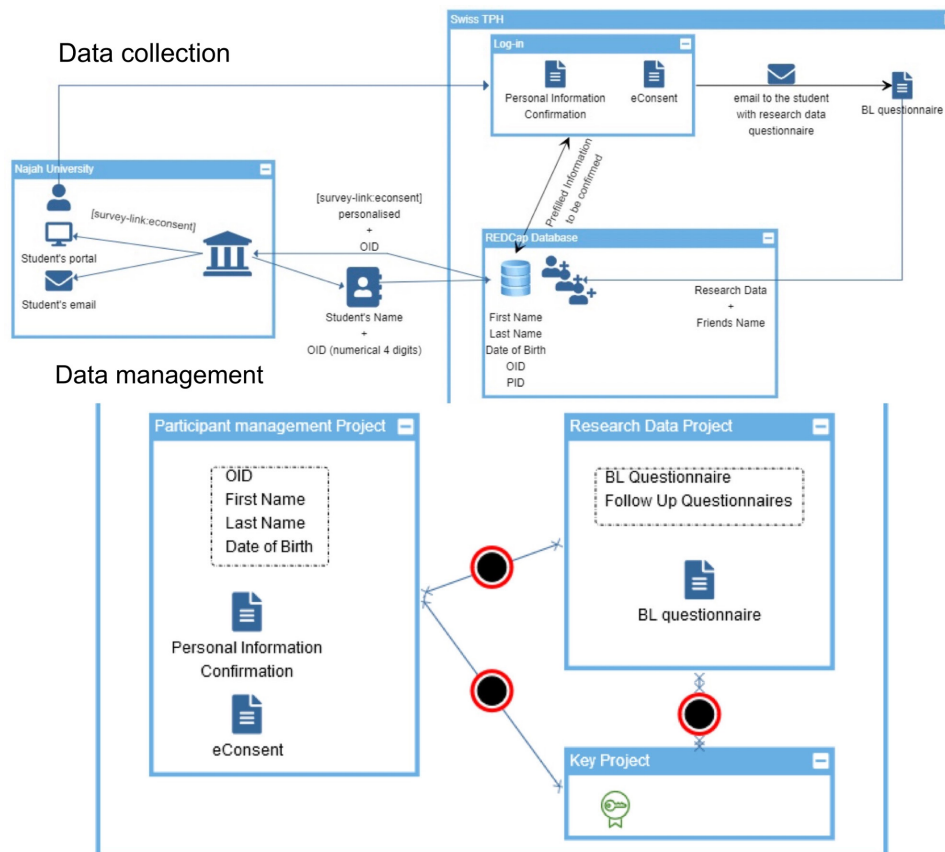 Data collection
Swiss TPH
Log-in
Personal Information
Confirmation
eConsent
email to the student
with research data
questionnaire
BL questionnaire
Najah University
[survey-link:econsent]
Student's portal
Student's email
[survey-link:econsent]
personalised
+
OID
Student's Name
+
OID (numerical 4 digits)
Prefilled Information
to be confirmed
REDCap Database
First Name
Last Name
Date of Birth
OID
PID
Research Data
+
Friends Name
Data management
Participant management Project
OID
First Name
Last Name
Date of Birth
Personal Information
Confirmation
eConsent
Research Data Project
BL Questionnaire
Follow Up Questionnaires
BL questionnaire
Key Project